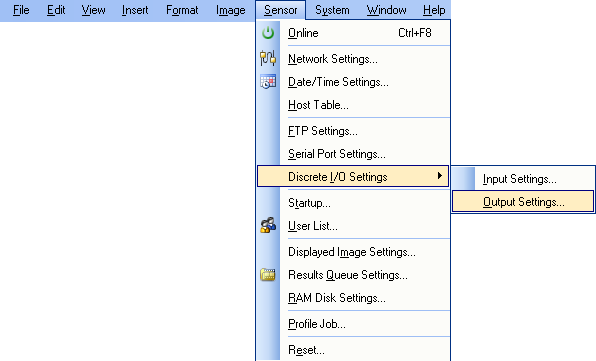 File Edit View Insert Format Image Sensor System Window Help
Online Ctrl+F8
Network Settings...
Date/Time Settings...
Host Table...
FTP Settings...
Serial Port Settings...
Discrete I/O Settings
Input Settings...
Output Settings...
Startup...
User List...
Displayed Image Settings...
Results Queue Settings...
RAM Disk Settings...
Profile Job...
Reset...